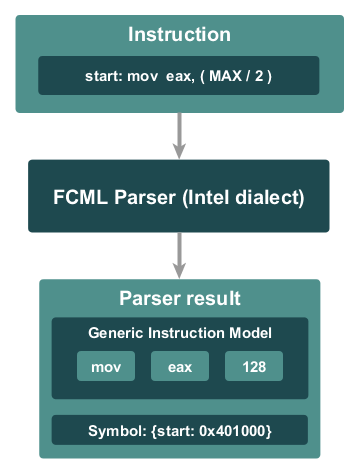 Instruction
start: mov eax, ( MAX / 2 )
FCML Parser (Intel dialect)
Parser result
Generic Instruction Model
mov eax 128
Symbol: {start: 0x401000}